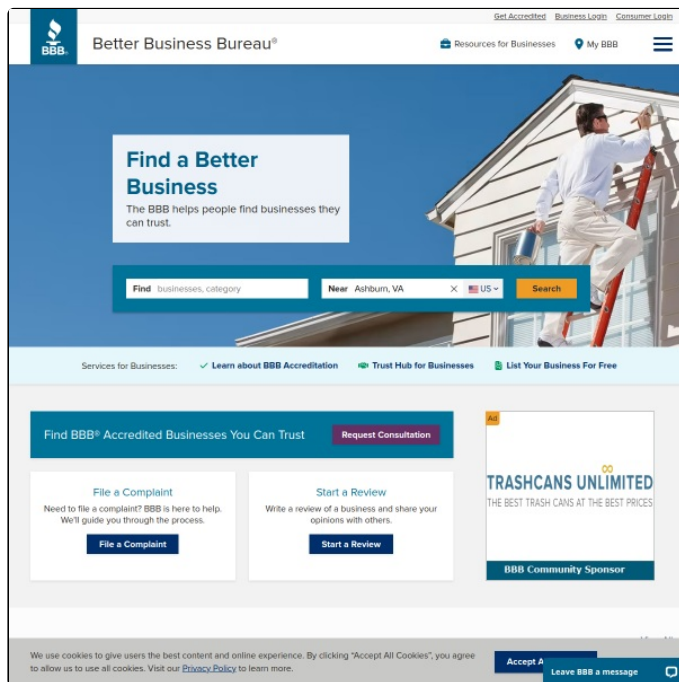 Get Accredited Business Login Consumer Login
BBB.
Better Business Bureau®
Resources for Businesses
My BBB
Find a Better
Business
The BBB helps people find businesses they
can trust.
Find businesses, category
Near Ashburn, VA
US
Search
Services for Businesses:
Learn about BBB Accreditation
Trust Hub for Businesses
List Your Business For Free
Find BBB® Accredited Businesses You Can Trust
Request Consultation
File a Complaint
Need to file a complaint? BBB is here to help.
We'll guide you through the process.
File a Complaint
Start a Review
Write a review of a business and share your
opinions with others.
Start a Review
Ad
TRASHCANS UNLIMITED
THE BEST TRASH CANS AT THE BEST PRICES
BBB Community Sponsor
We use cookies to give users the best content and online experience. By clicking “Accept All Cookies”, you agree
to allow us to use all cookies. Visit our Privacy Policy to learn more.
Accept
Leave BBB a message